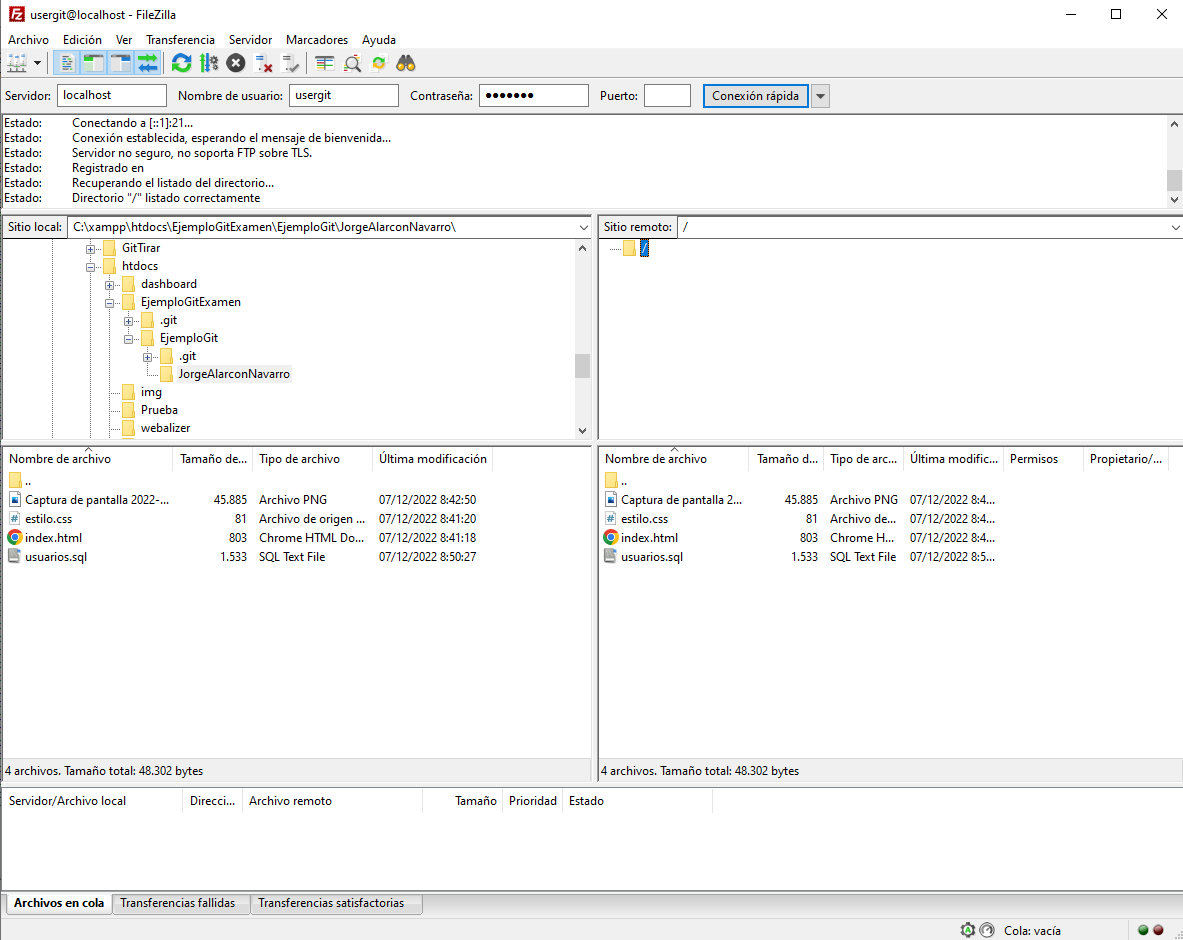 usergit@localhost - FileZilla
Archivo Edición Ver Transferencia Servidor Marcadores Ayuda
Servidor: localhost Nombre de usuario: usergit Contraseña: ●●●●●●● Puerto: Conexión rápida
Estado: Conectando a [::1]:21...
Estado: Conexión establecida, esperando el mensaje de bienvenida...
Estado: Servidor no seguro, no soporta FTP sobre TLS.
Estado: Registrado en
Estado: Recuperando el listado del directorio...
Estado: Directorio "/" listado correctamente
Sitio local: C:\xampp\htdocs\EjemploGitExamen\EjemploGit\JorgeAlarconNavarro\
GitTirar
htdocs
dashboard
EjemploGitExamen
.git
EjemploGit
.git
JorgeAlarconNavarro
img
Prueba
webalizer
Sitio remoto: /
/
Nombre de archivo Tamaño de... Tipo de archivo Última modificación
..
Captura de pantalla 2022-... 45.885 Archivo PNG 07/12/2022 8:42:50
estilo.css 81 Archivo de origen ... 07/12/2022 8:41:20
index.html 803 Chrome HTML Do... 07/12/2022 8:41:18
usuarios.sql 1.533 SQL Text File 07/12/2022 8:50:27
4 archivos. Tamaño total: 48.302 bytes
Nombre de archivo Tamaño d... Tipo de arc... Última modific... Permisos Propietario/...
..
Captura de pantalla 2... 45.885 Archivo PNG 07/12/2022 8:4...
estilo.css 81 Archivo de... 07/12/2022 8:4...
index.html 803 Chrome H... 07/12/2022 8:4...
usuarios.sql 1.533 SQL Text File 07/12/2022 8:5...
4 archivos. Tamaño total: 48.302 bytes
Servidor/Archivo local Direcci... Archivo remoto Tamaño Prioridad Estado
Archivos en cola Transferencias fallidas Transferencias satisfactorias
Cola: vacía